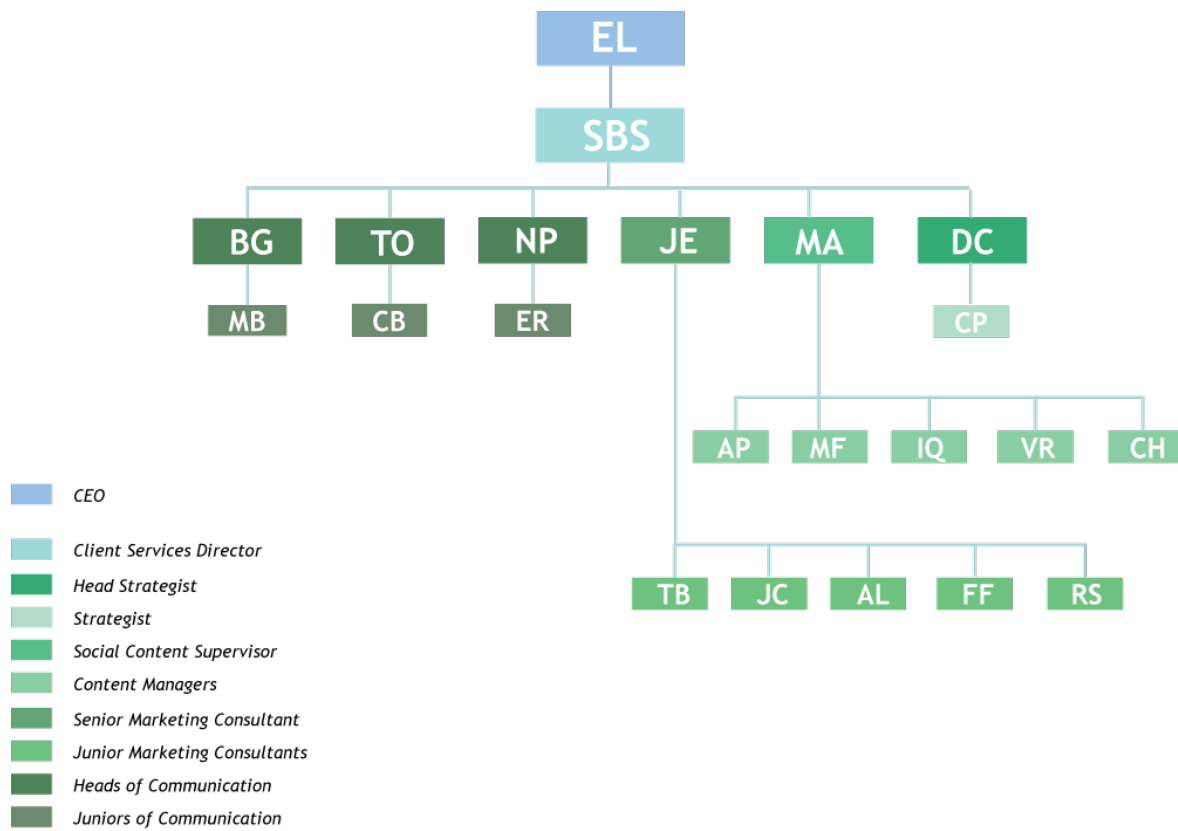 EL
SBS
BG
TO
NP
JE
MA
DC
MB
CB
ER
CP
AP
MF
IQ
VR
CH
TB
JC
AL
FF
RS
CEO
Client Services Director
Head Strategist
Strategist
Social Content Supervisor
Content Managers
Senior Marketing Consultant
Junior Marketing Consultants
Heads of Communication
Juniors of Communication